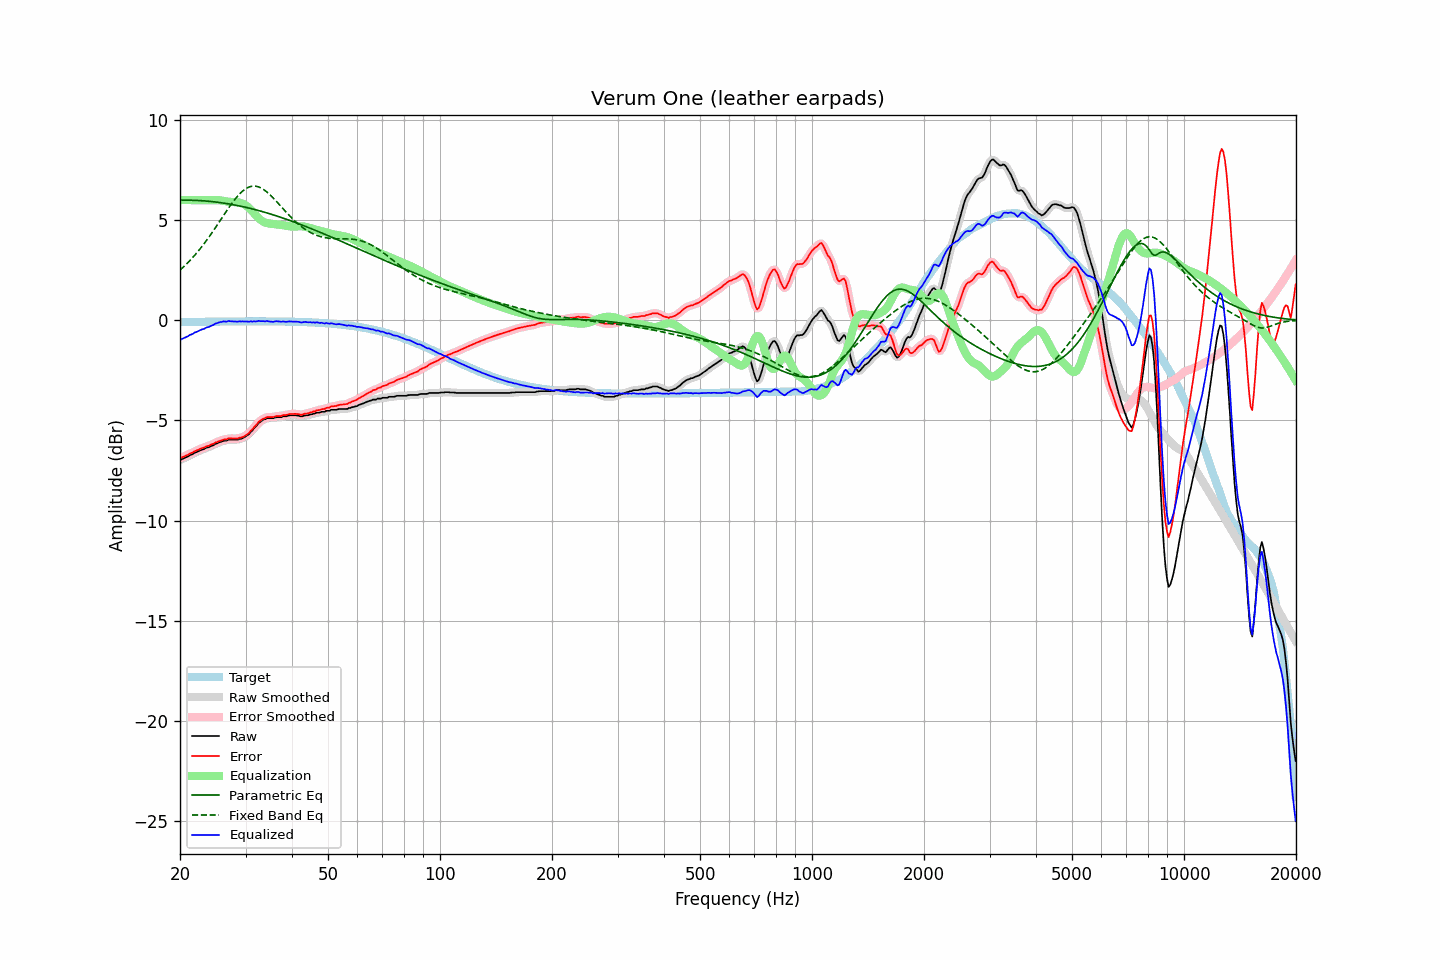 Verum One (leather earpads)
Amplitude (dBr)
10
5
0
−5
−10
−15
−20
−25
Target
Raw Smoothed
Error Smoothed
Raw
Error
Equalization
Parametric Eq
Fixed Band Eq
Equalized
20 50 100 200 500 1000 2000 5000 10000 20000
Frequency (Hz)